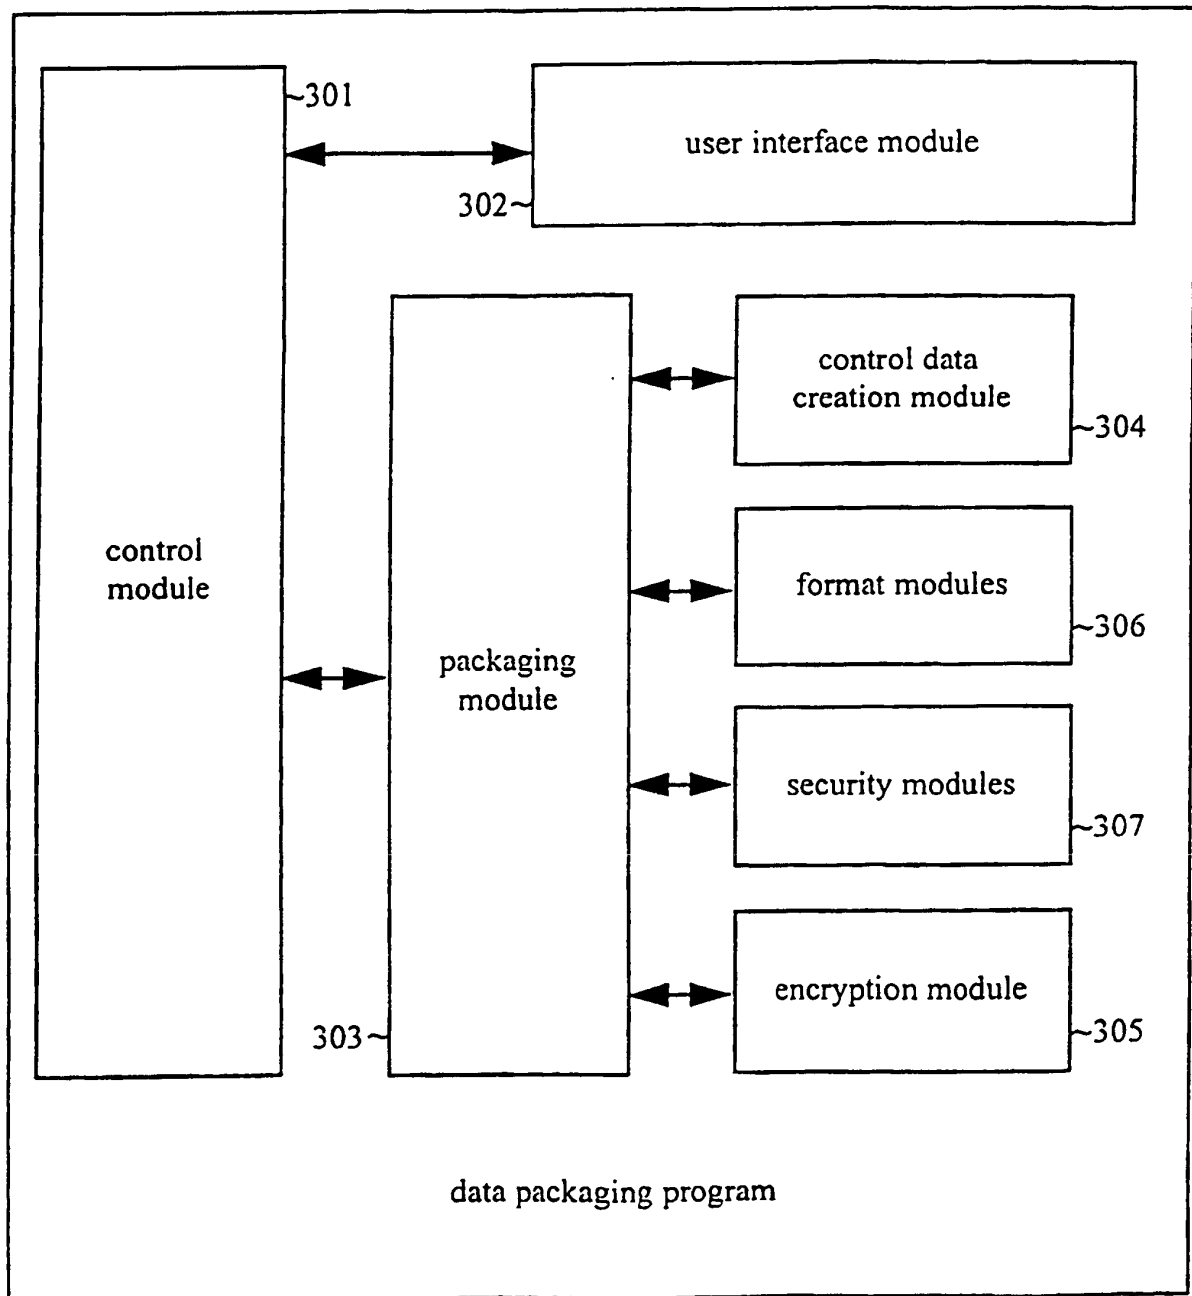 301
user interface module
302
control data
creation module
304
control
module
format modules
306
packaging
module
security modules
307
encryption module
303
305
data packaging program